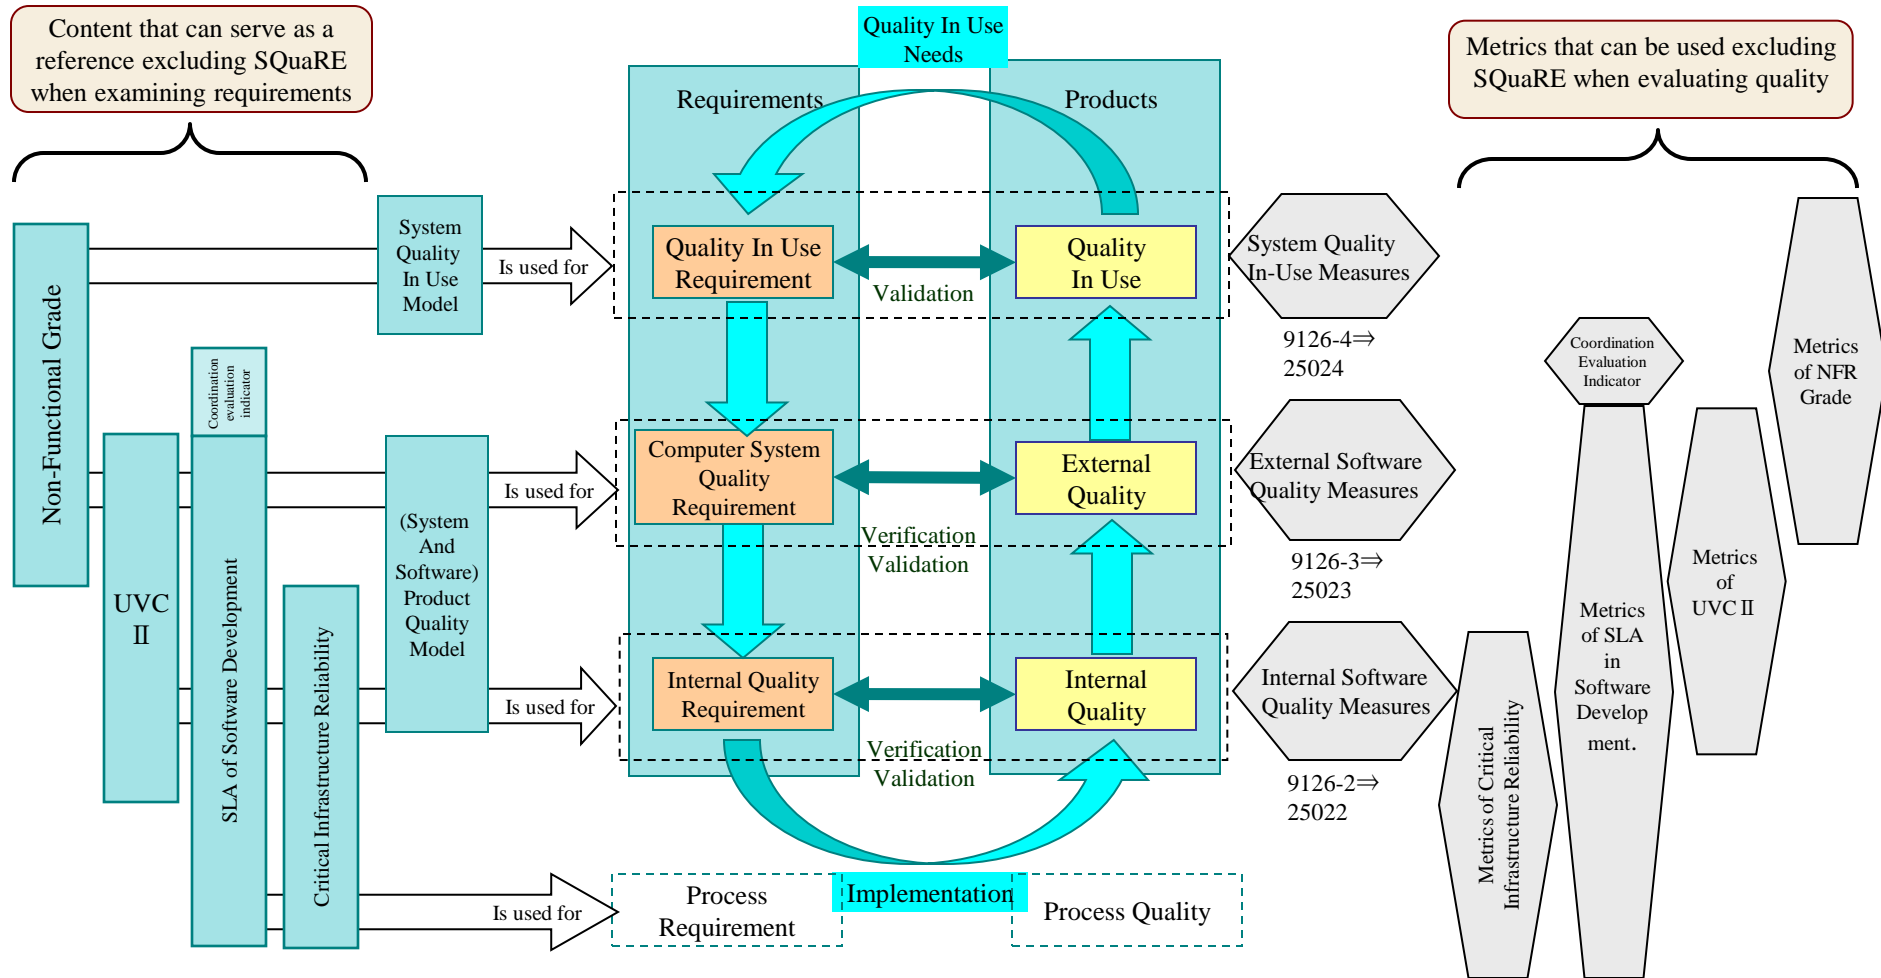 Content that can serve as a
reference excluding SQuaRE
when examining requirements
Quality In Use
Needs
Metrics that can be used excluding
SQuaRE when evaluating quality
Requirements
Products
Non-Functional Grade
UVC
Ⅱ
Coordination
evaluation
indicator
SLA of Software Development
Critical Infrastructure Reliability
System
Quality
In Use
Model
(System
And
Software)
Product
Quality
Model
Is used for
Is used for
Is used for
Is used for
Quality In Use
Requirement
Validation
Quality
In Use
Computer System
Quality
Requirement
Verification
Validation
External
Quality
Internal Quality
Requirement
Verification
Validation
Internal
Quality
Process
Requirement
Implementation
Process Quality
System Quality
In-Use Measures
9126-4⇒
25024
External Software
Quality Measures
9126-3⇒
25023
Internal Software
Quality Measures
9126-2⇒
25022
Metrics of Critical
Infrastructure Reliability
Coordination
Evaluation
Indicator
Metrics
of SLA
in
Software
Develop
ment.
Metrics
of
UVC Ⅱ
Metrics
of NFR
Grade